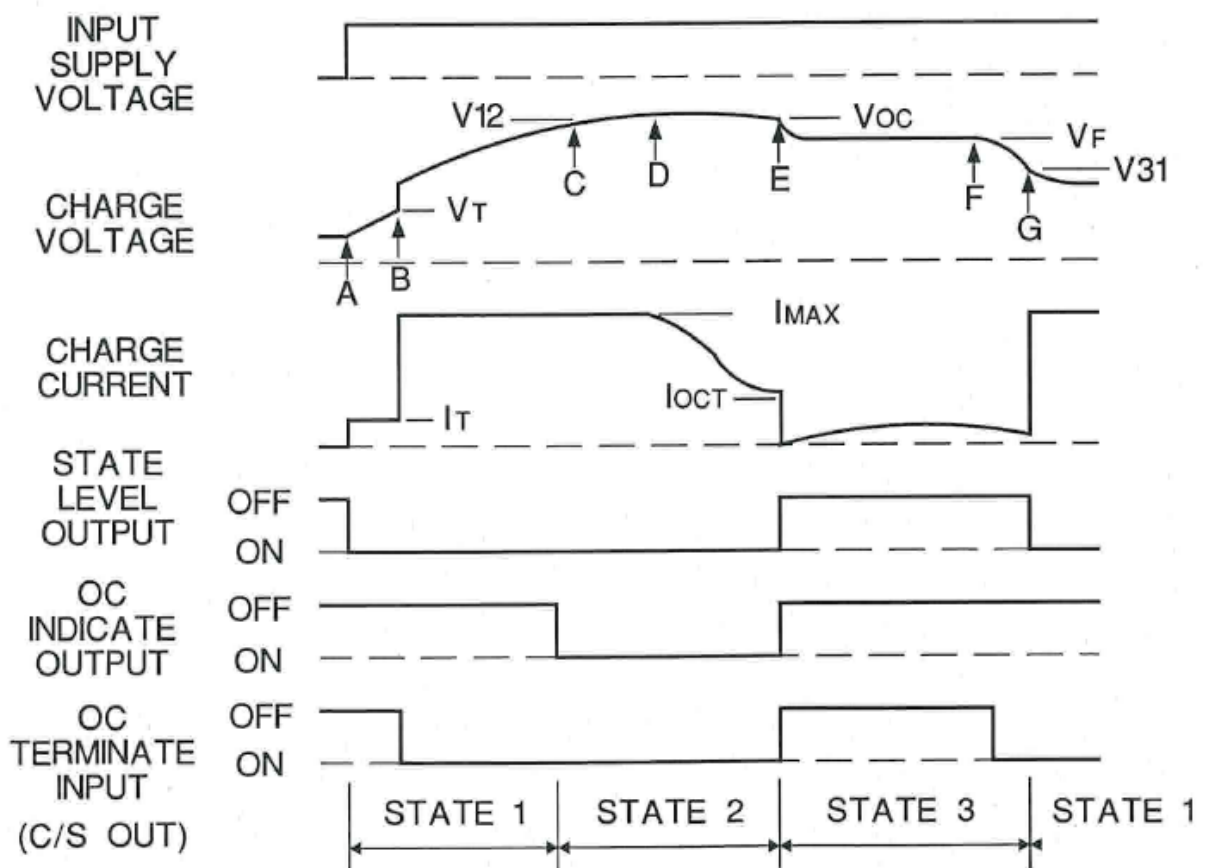 INPUT
SUPPLY
VOLTAGE
V12
VOC
VF
V31
C
D
E
F
G
CHARGE
VOLTAGE
VT
A
B
CHARGE
CURRENT
IMAX
IOCT
IT
STATE
LEVEL
OUTPUT
OFF
ON
OC
INDICATE
OUTPUT
OFF
ON
OC
TERMINATE
INPUT
(C/S OUT)
OFF
ON
STATE 1
STATE 2
STATE 3
STATE 1